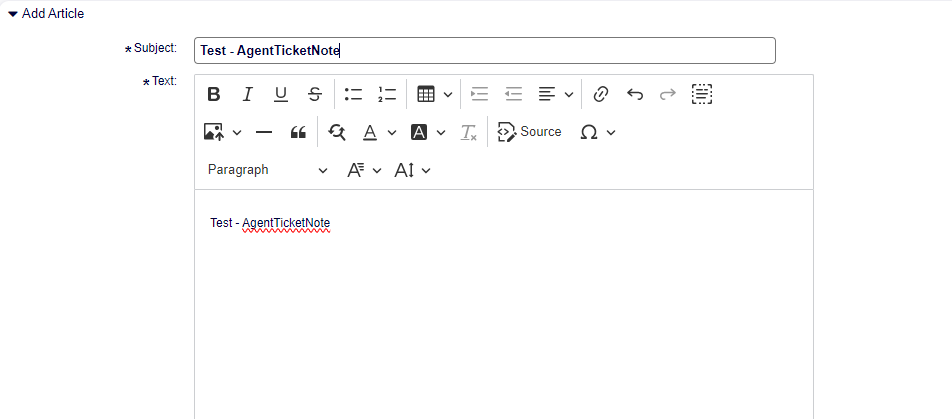 Add Article
* Subject: Test - AgentTicketNote
* Text:
Source
Paragraph
Test - AgentTicketNote